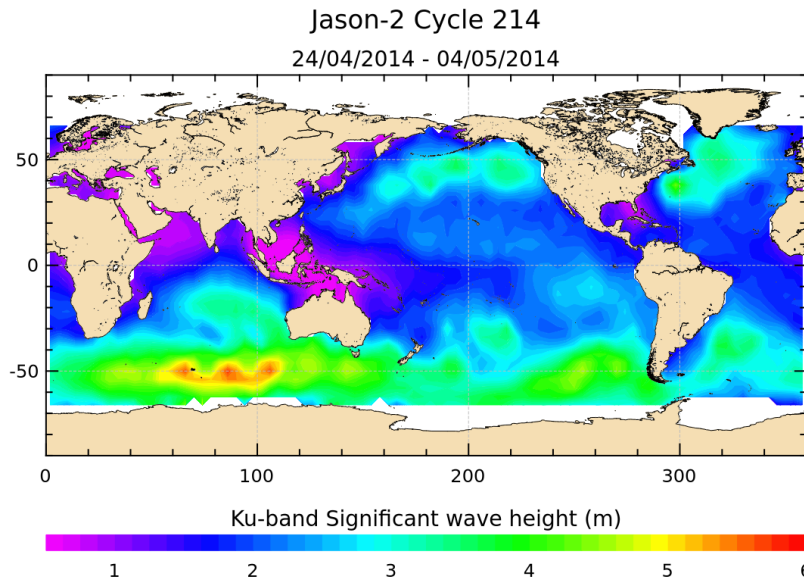 Jason-2 Cycle 214
24/04/2014 - 04/05/2014
50
0
-50
0 100 200 300
Ku-band Significant wave height (m)
1 2 3 4 5 6